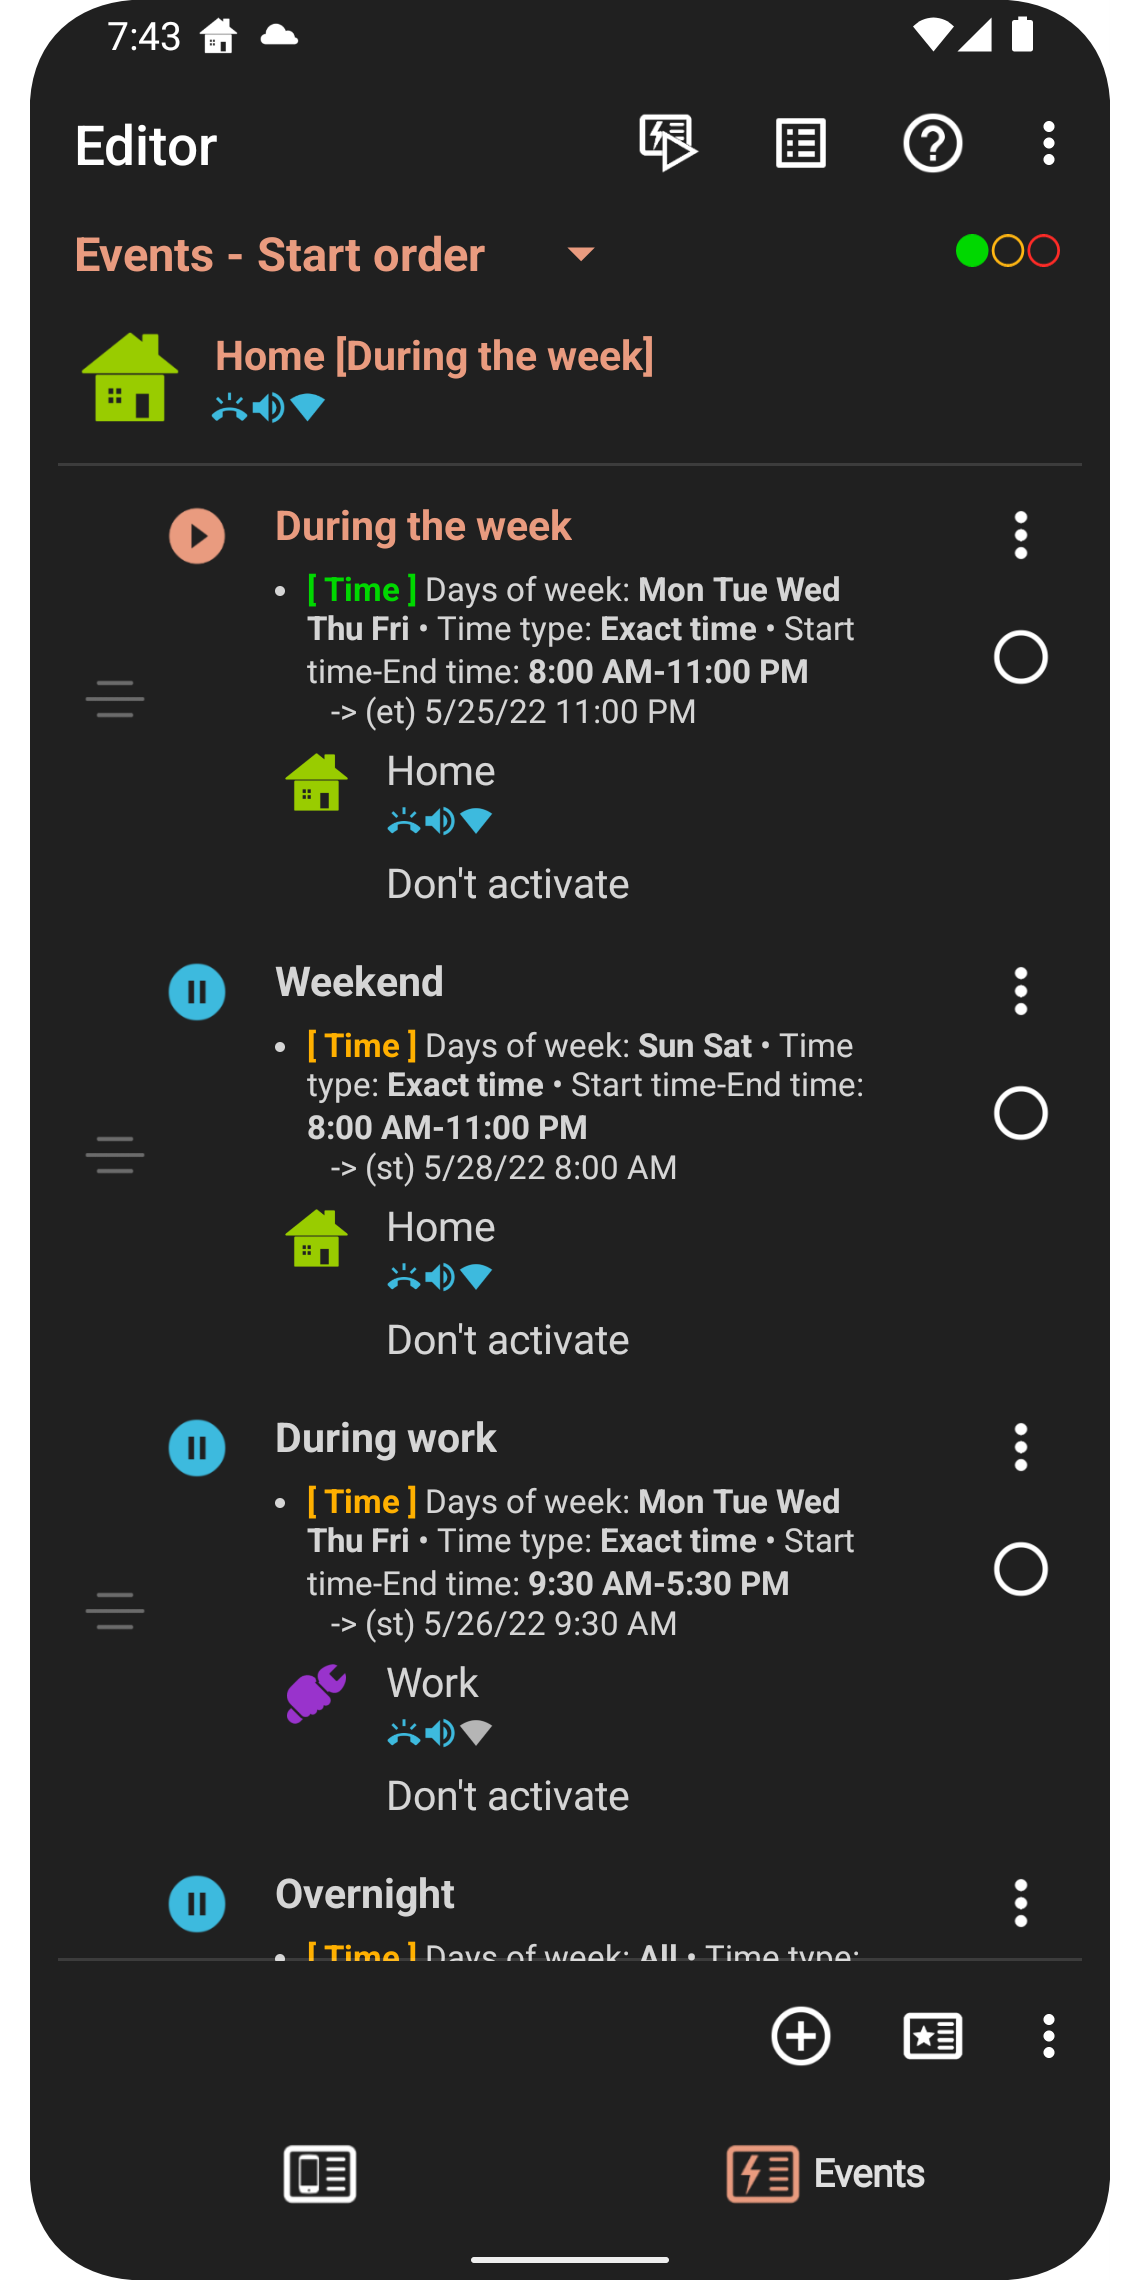 7:43
Editor
Events - Start order
Home [During the week]
During the week
• [ Time ] Days of week: Mon Tue Wed
Thu Fri • Time type: Exact time • Start
time-End time: 8:00 AM-11:00 PM
-> (et) 5/25/22 11:00 PM
Home
Don't activate
Weekend
• [ Time ] Days of week: Sun Sat • Time
type: Exact time • Start time-End time:
8:00 AM-11:00 PM
-> (st) 5/28/22 8:00 AM
Home
Don't activate
During work
• [ Time ] Days of week: Mon Tue Wed
Thu Fri • Time type: Exact time • Start
time-End time: 9:30 AM-5:30 PM
-> (st) 5/26/22 9:30 AM
Work
Don't activate
Overnight
• [ Time ] Days of week: All • Time type:
Events